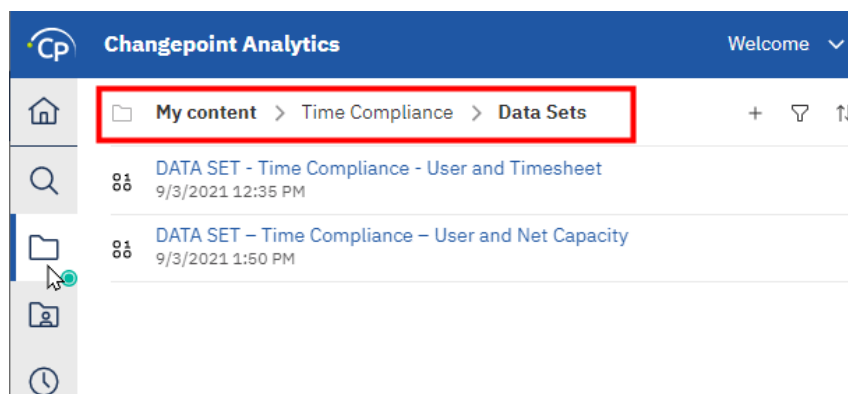 CP Changepoint Analytics Welcome
My content > Time Compliance > Data Sets
DATA SET - Time Compliance - User and Timesheet
9/3/2021 12:35 PM
DATA SET – Time Compliance – User and Net Capacity
9/3/2021 1:50 PM